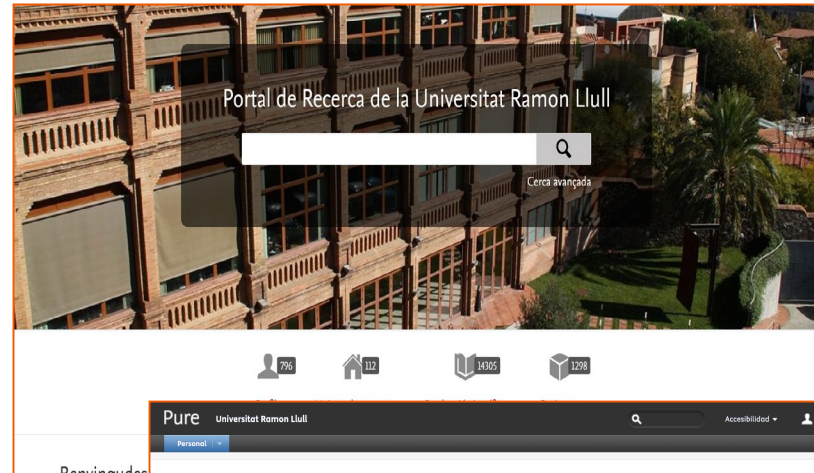 Portal de Recerca de la Universitat Ramon Llull
Cerca avançada
796 112 14305 1298
Pure Universitat Ramon Llull Accesibilidad
Personal
Benvingudes